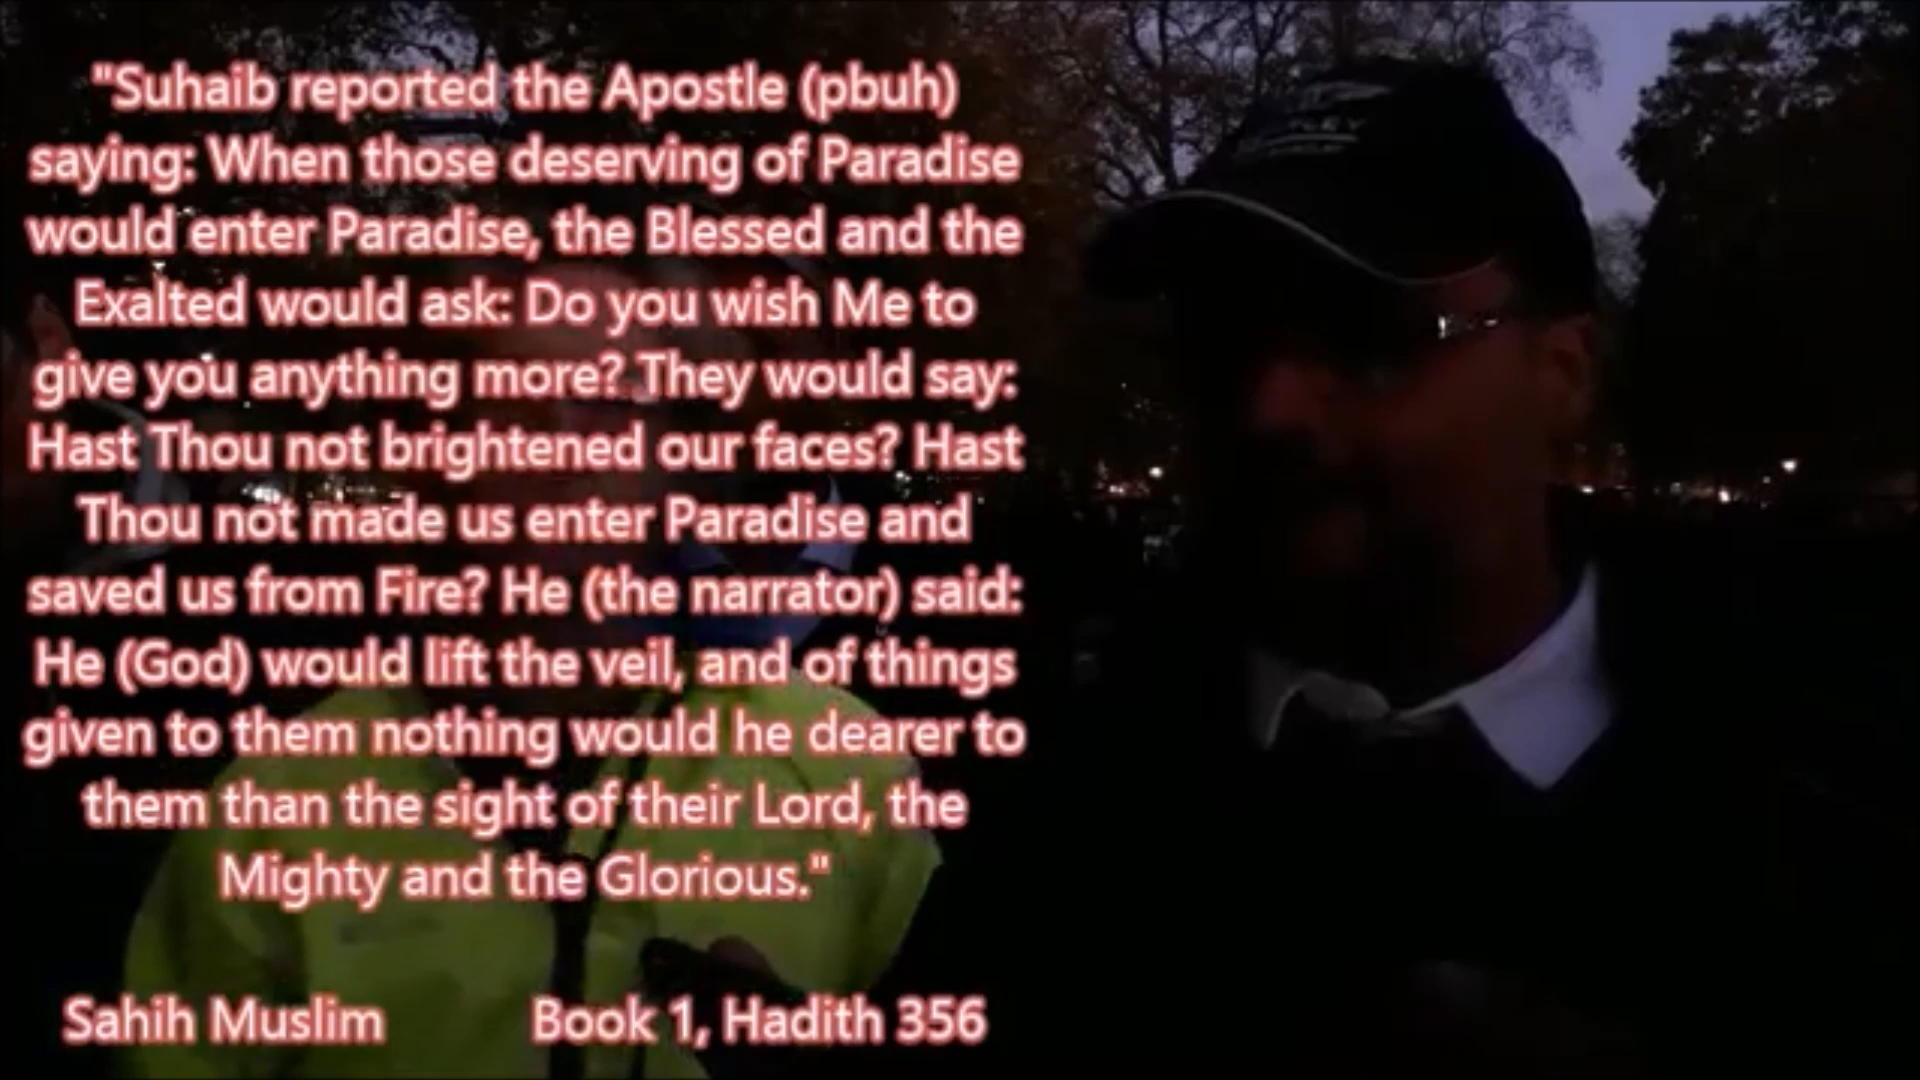 "Suhaib reported the Apostle (pbuh)
saying: When those deserving of Paradise
would enter Paradise, the Blessed and the
Exalted would ask: Do you wish Me to
give you anything more? They would say:
Hast Thou not brightened our faces? Hast
Thou not made us enter Paradise and
saved us from Fire? He (the narrator) said:
He (God) would lift the veil, and of things
given to them nothing would he dearer to
them than the sight of their Lord, the
Mighty and the Glorious."
Sahih Muslim Book 1, Hadith 356